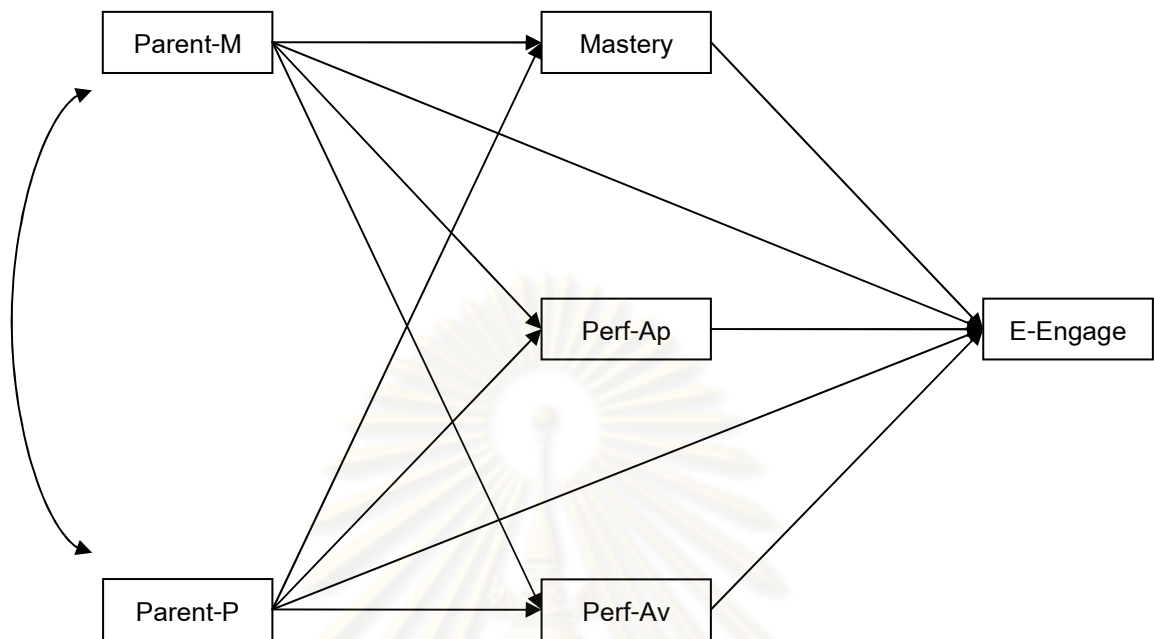 Parent-M
Mastery
Perf-Ap
E-Engage
Parent-P
Perf-Av